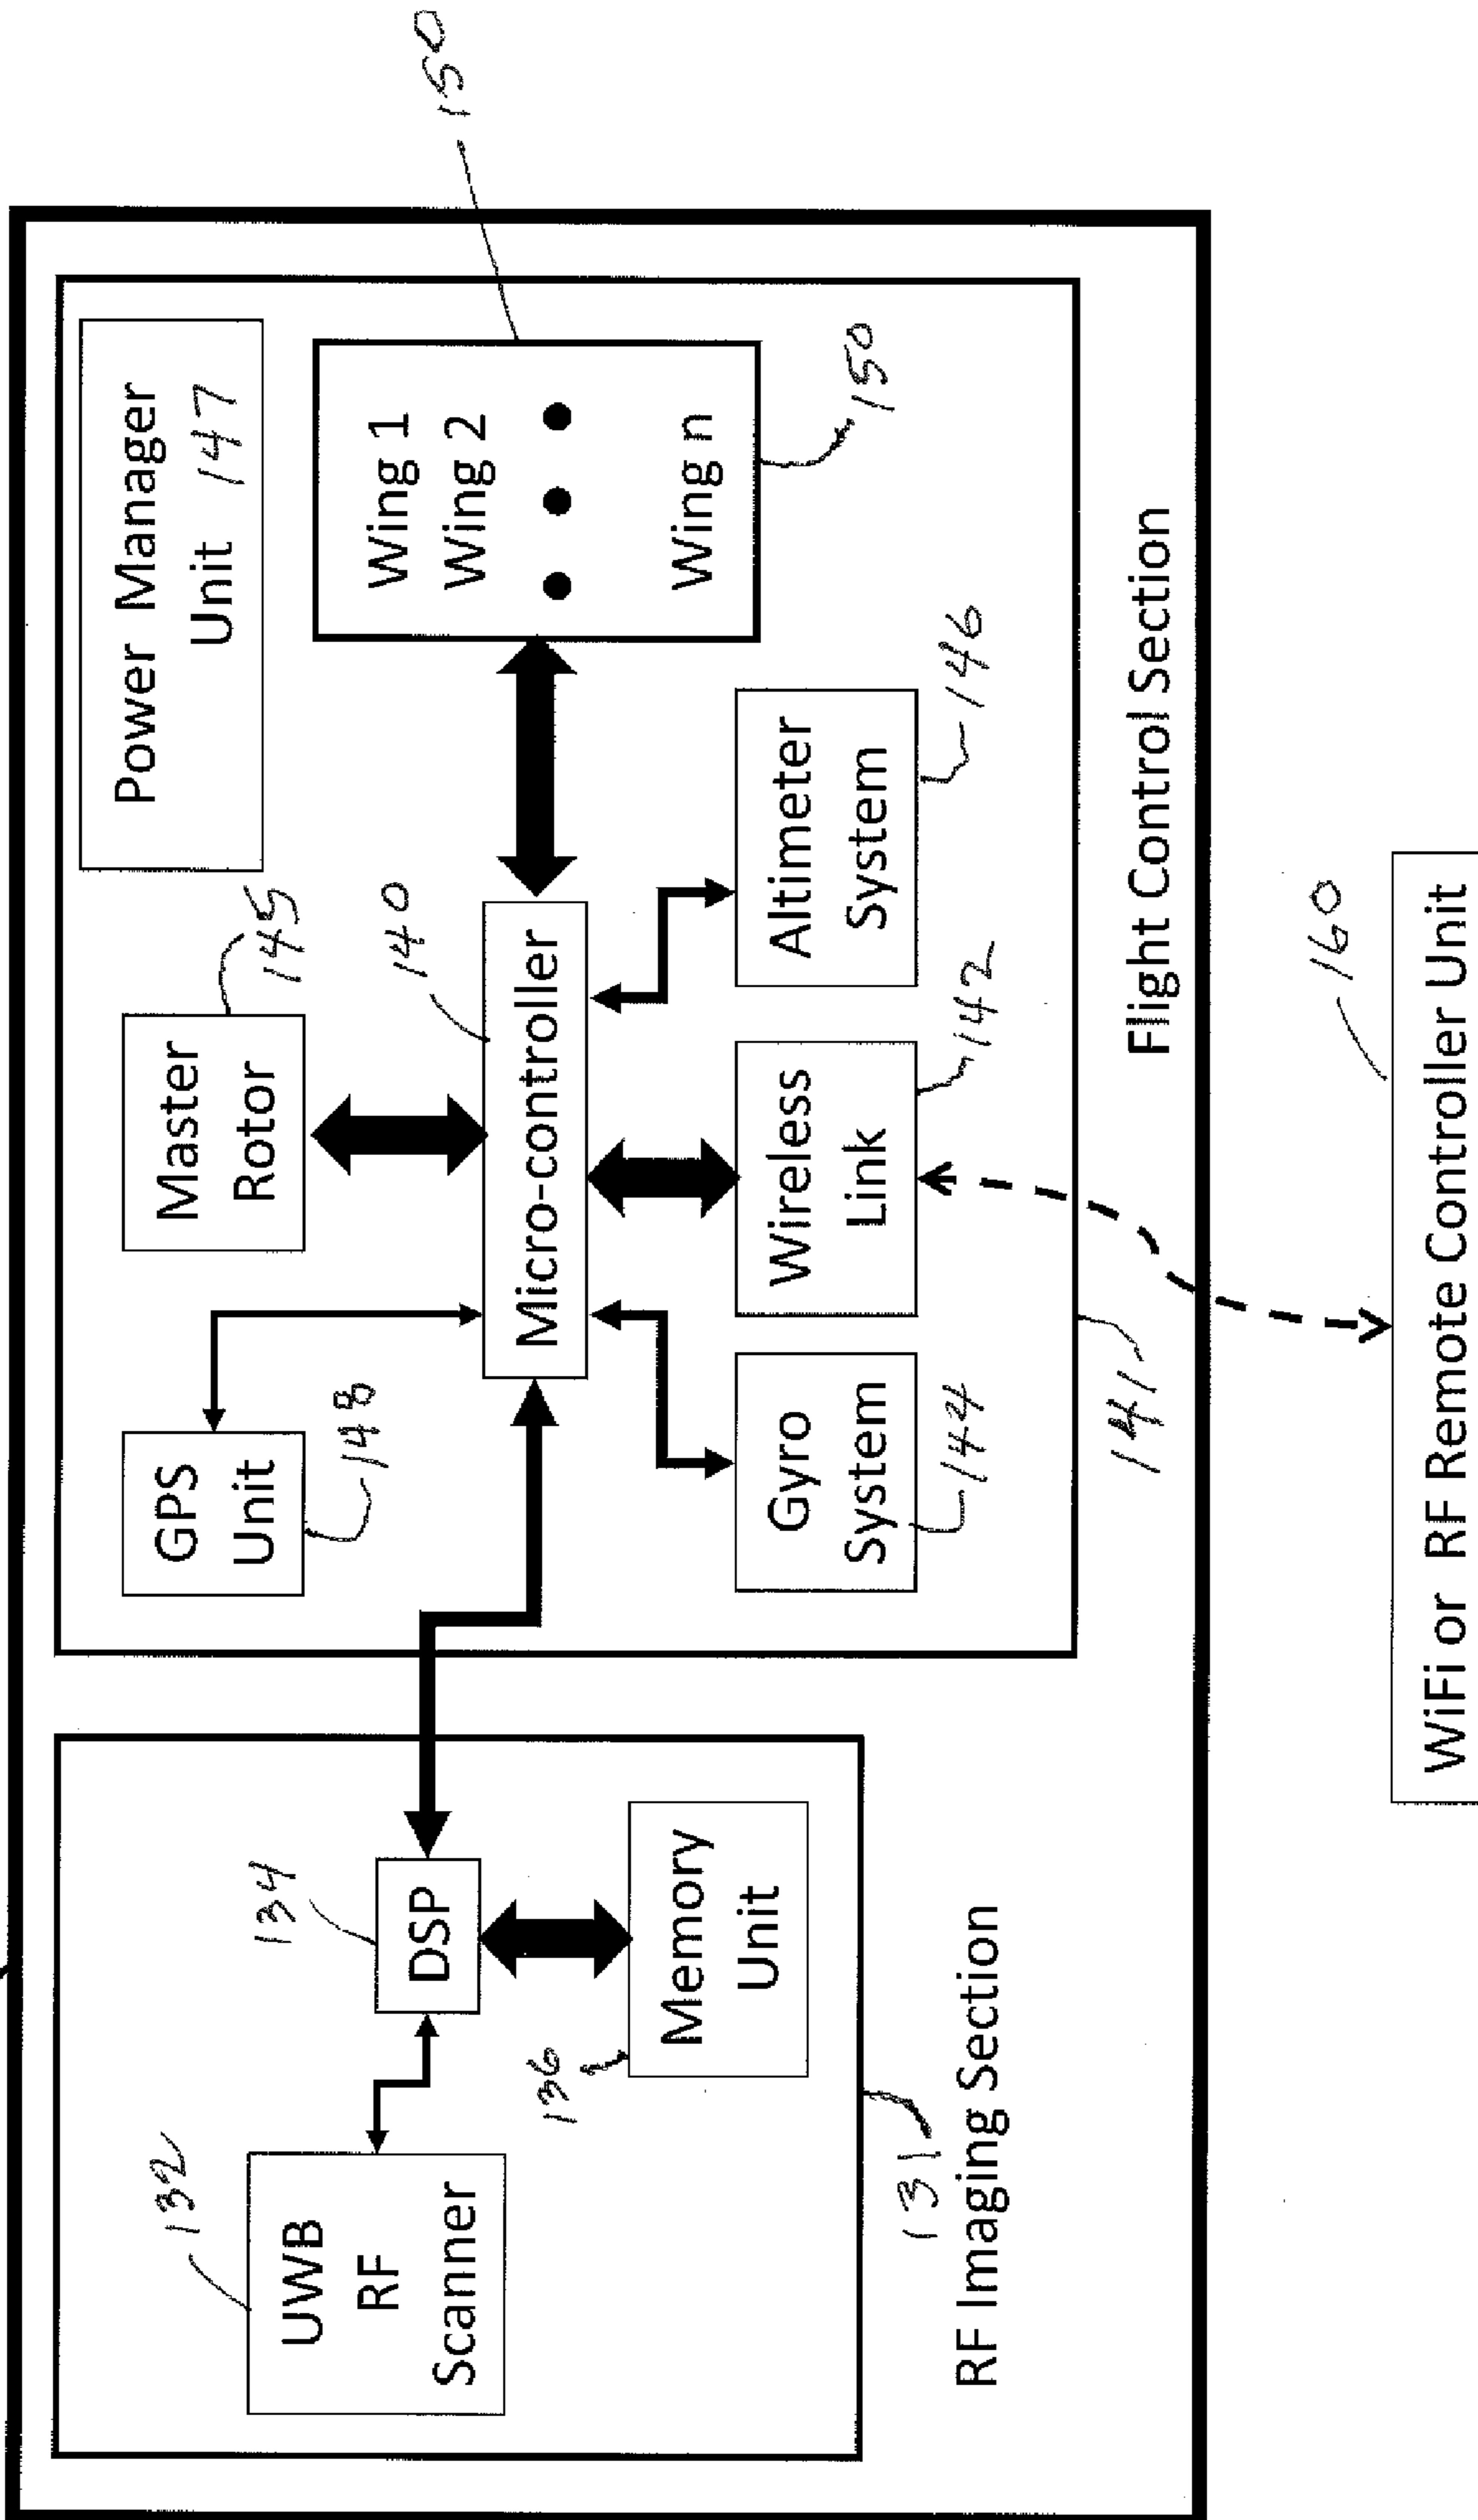 132
UWB
RF
Scanner
134
DSP
136
Memory
Unit
131
RF Imaging Section
GPS
Unit
148
Master
Rotor
145
Power Manager
Unit 147
140
Micro-controller
Wing 1
Wing 2
Wing n
150
150
Gyro
System
144
Wireless
Link
142
Altimeter
System
146
141
Flight Control Section
160
WiFi or RF Remote Controller Unit